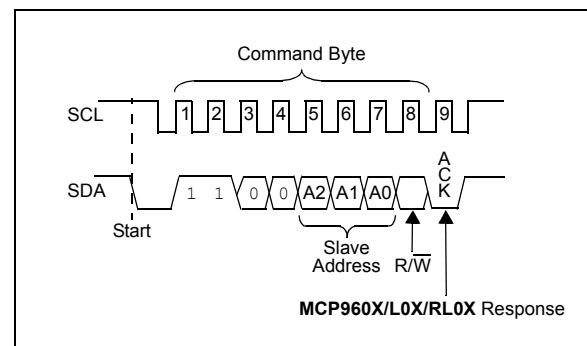 Command Byte
SCL
1 2 3 4 5 6 7 8 9
SDA
1 1 0 0 A2 A1 A0
ACK
Start
Slave Address
R/W̅
MCP960X/L0X/RL0X Response